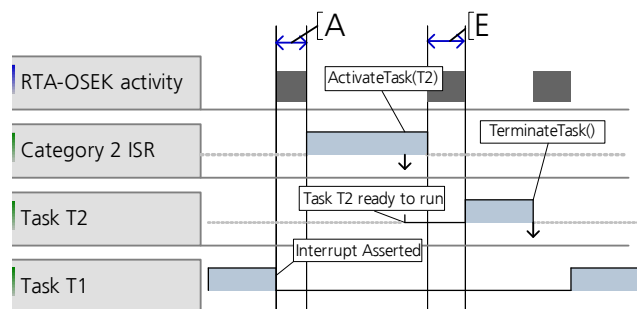 A
E
RTA-OSEK activity
ActivateTask(T2)
Category 2 ISR
TerminateTask()
Task T2 ready to run
Task T2
Interrupt Asserted
Task T1